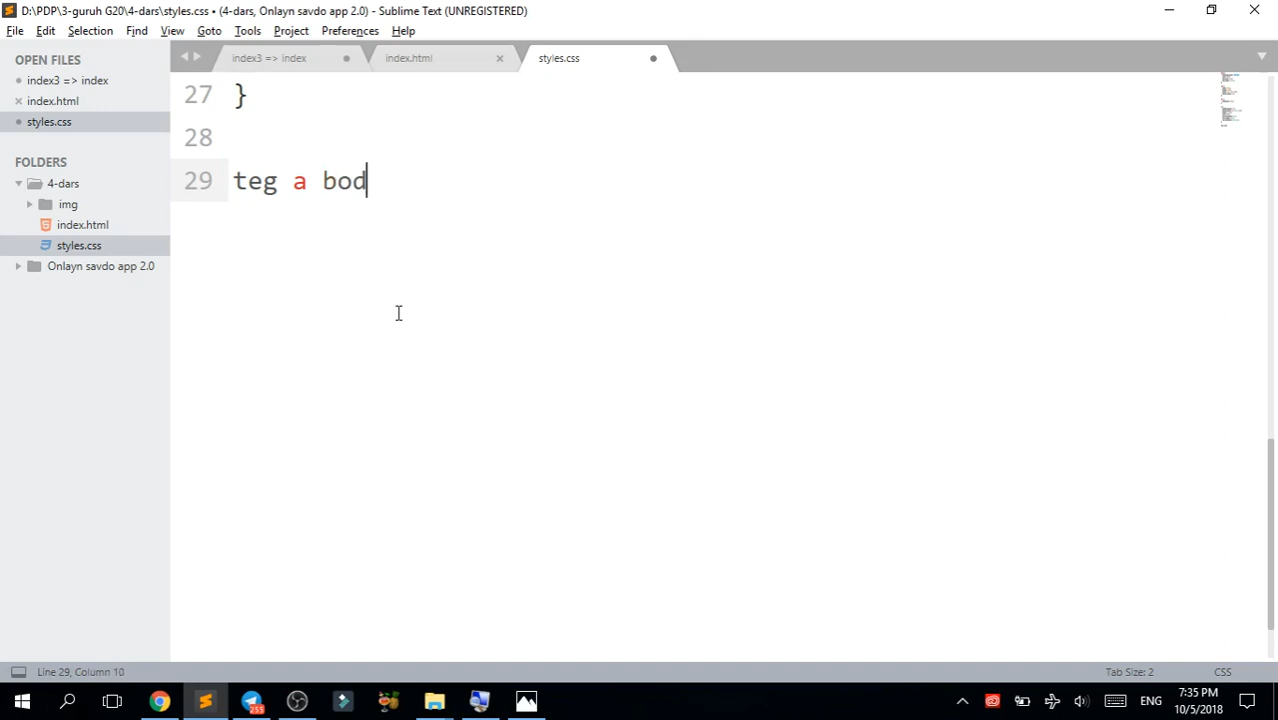 D:\PDP\3-guruh G20\4-dars\styles.css • (4-dars, Onlayn savdo app 2.0) - Sublime Text (UNREGISTERED)
File Edit Selection Find View Goto Tools Project Preferences Help
OPEN FILES
index3 => index
index.html
styles.css
FOLDERS
4-dars
img
index.html
styles.css
Onlayn savdo app 2.0
index3 => index index.html styles.css
27 }
28
29 teg a bod
Line 29, Column 10 Tab Size: 2 CSS
255
ENG
7:35 PM
10/5/2018